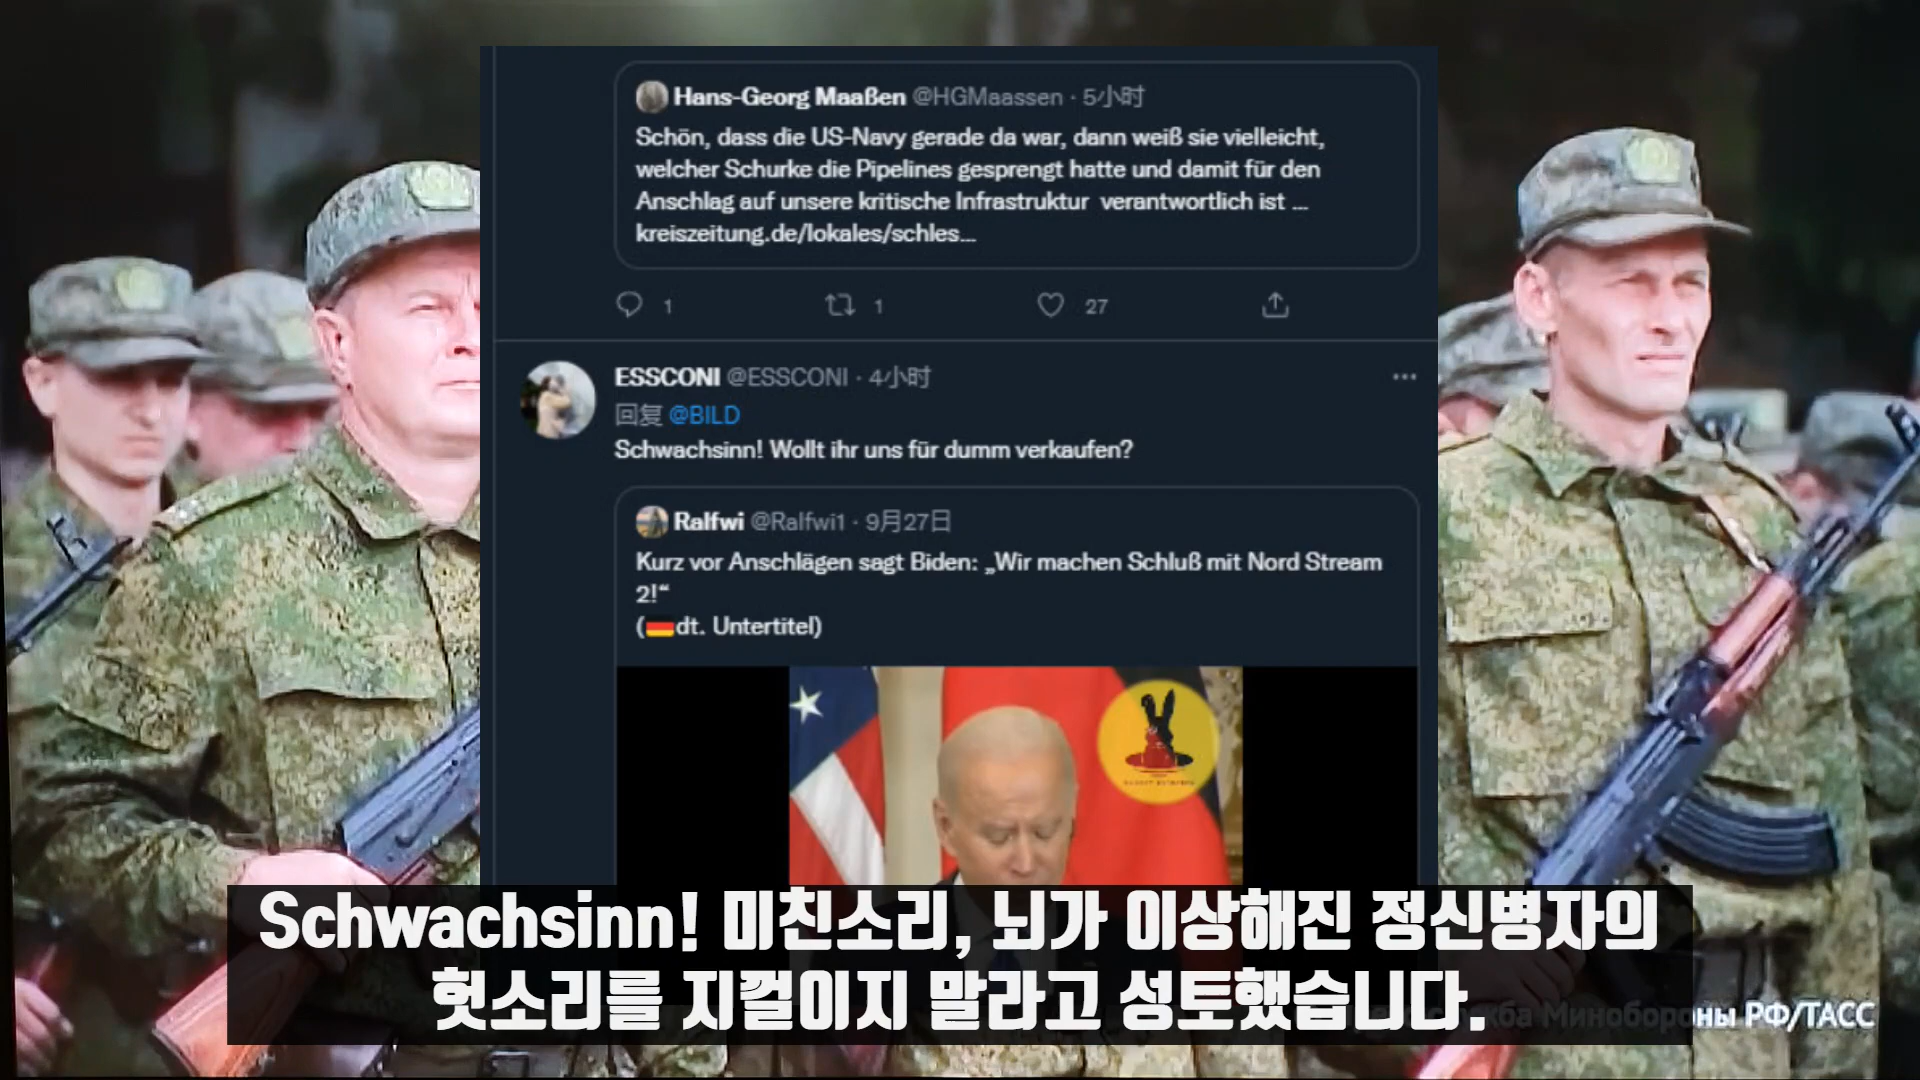 Hans-Georg Maaßen @HGMaassen · 5小时
Schön, dass die US-Navy gerade da war, dann weiß sie vielleicht,
welcher Schurke die Pipelines gesprengt hatte und damit für den
Anschlag auf unsere kritische Infrastruktur verantwortlich ist ...
kreiszeitung.de/lokales/schles...
1 1 27
ESSCONI @ESSCONI · 4小时
回复 @BILD
Schwachsinn! Wollt ihr uns für dumm verkaufen?
Ralfwi @Ralfwi1 · 9月27日
Kurz vor Anschlägen sagt Biden: „Wir machen Schluß mit Nord Stream
2!“
(dt. Untertitel)
Schwachsinn! 미친소리, 뇌가 이상해진 정신병자의
헛소리를 지껄이지 말라고 성토했습니다.
Минобороны РФ/ТАСС